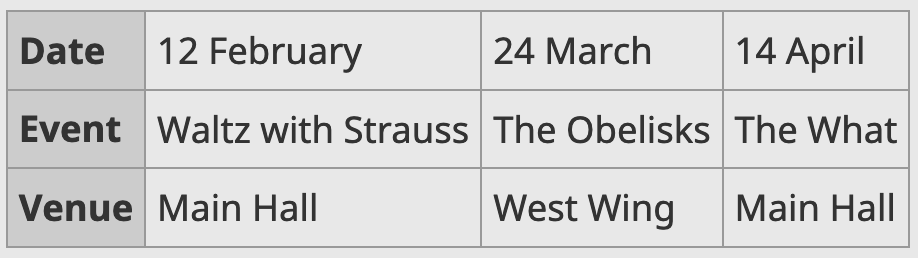 Date 12 February 24 March 14 April
Event Waltz with Strauss The Obelisks The What
Venue Main Hall West Wing Main Hall